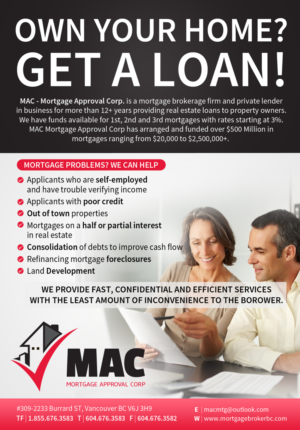 OWN YOUR HOME?
GET A LOAN!
MAC - Mortgage Approval Corp. is a mortgage brokerage firm and private lender
in business for more than 12+ years providing real estate loans to property owners.
We have funds available for 1st, 2nd and 3rd mortgages with rates starting at 3%.
MAC Mortgage Approval Corp has arranged and funded over $500 Million in
mortgages ranging from $20,000 to $2,500,000+.
MORTGAGE PROBLEMS? WE CAN HELP
Applicants who are self-employed
and have trouble verifying income
Applicants with poor credit
Out of town properties
Mortgages on a half or partial interest
in real estate
Consolidation of debts to improve cash flow
Refinancing mortgage foreclosures
Land Development
WE PROVIDE FAST, CONFIDENTIAL AND EFFICIENT SERVICES
WITH THE LEAST AMOUNT OF INCONVENIENCE TO THE BORROWER.
MAC
MORTGAGE APPROVAL CORP
#309-2233 Burrard ST, Vancouver BC V6J 3H9
TF | 1.855.676.3583 T | 604.676.3583 F | 604.676.3582
E | macmtg@outlook.com
W | www.mortgagebrokerbc.com